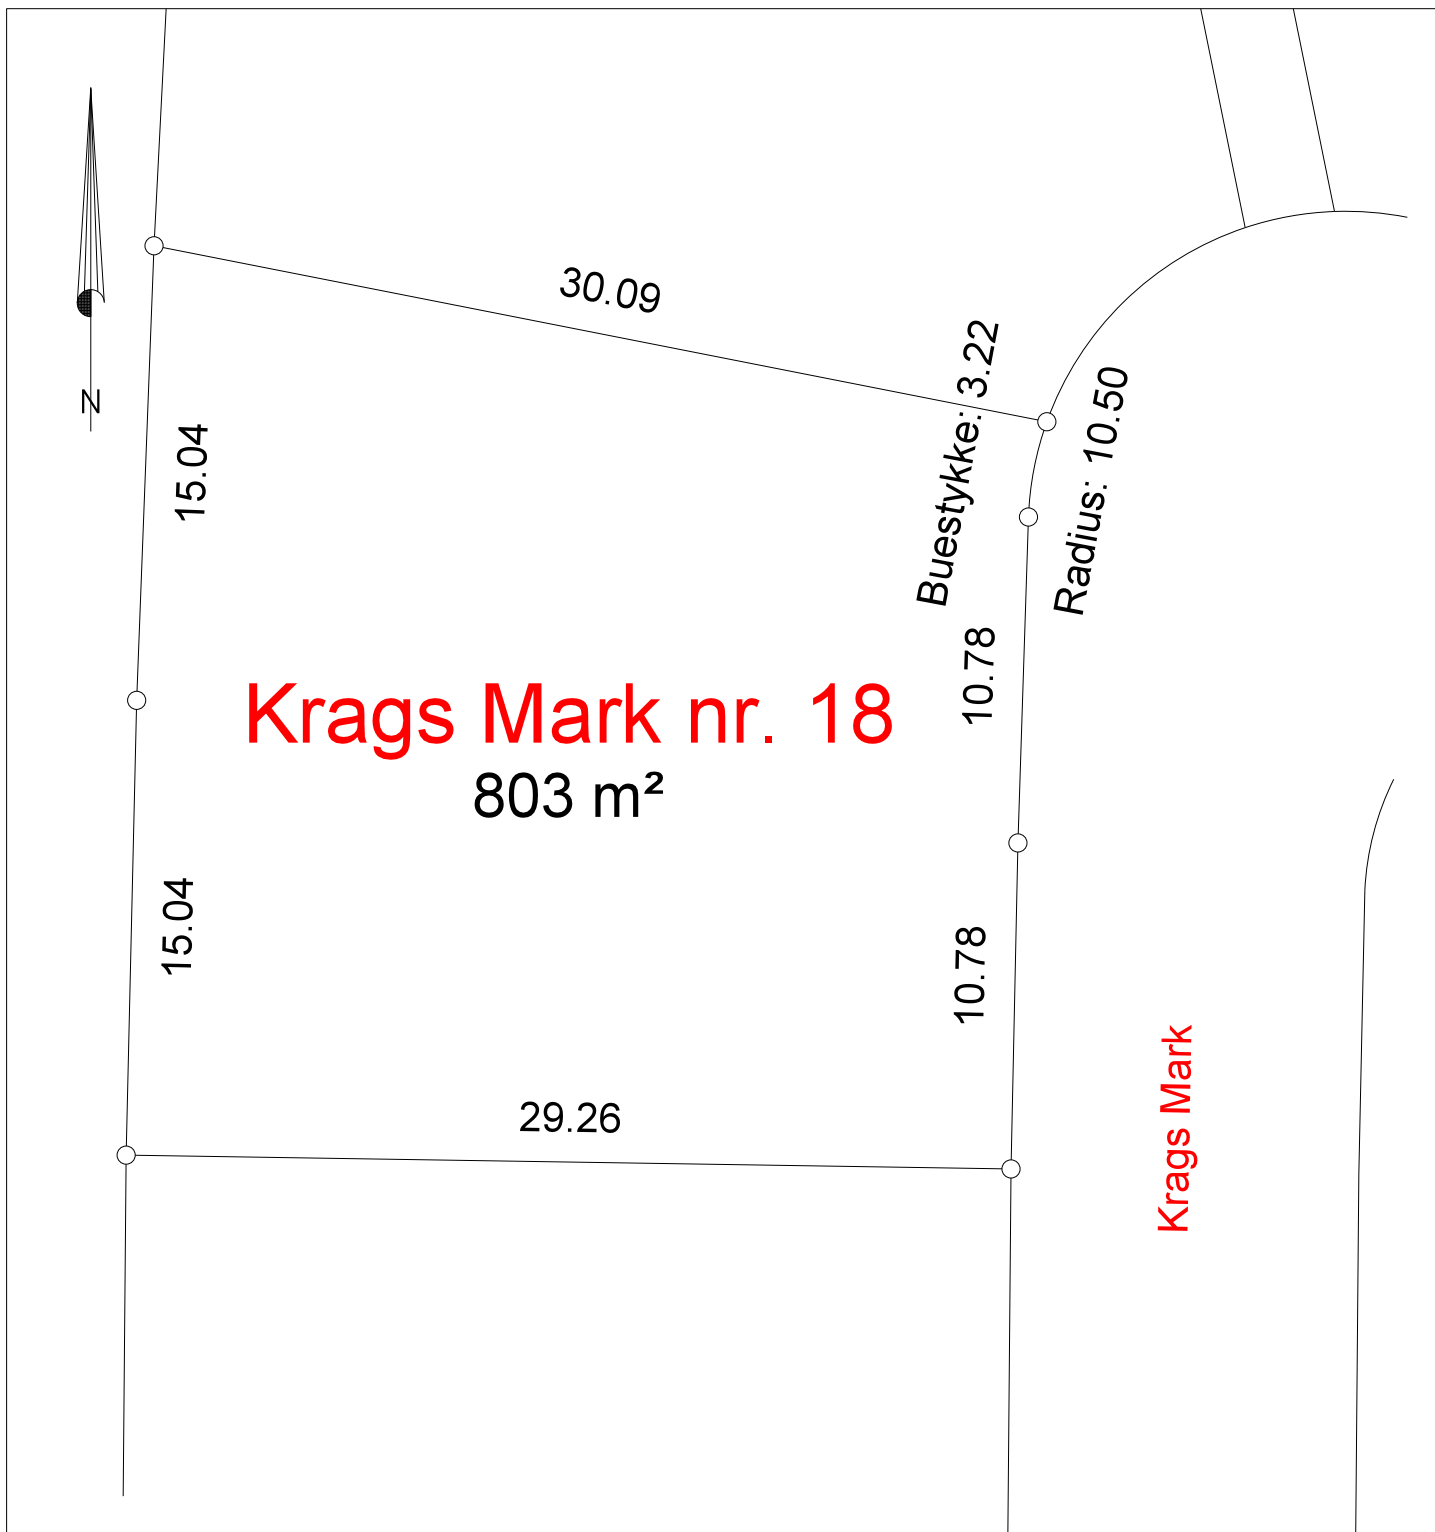 30.09
Buestykke: 3.22
Radius: 10.50
N
15.04
10.78
Krags Mark nr. 18
803 m²
15.04
10.78
Krags Mark
29.26